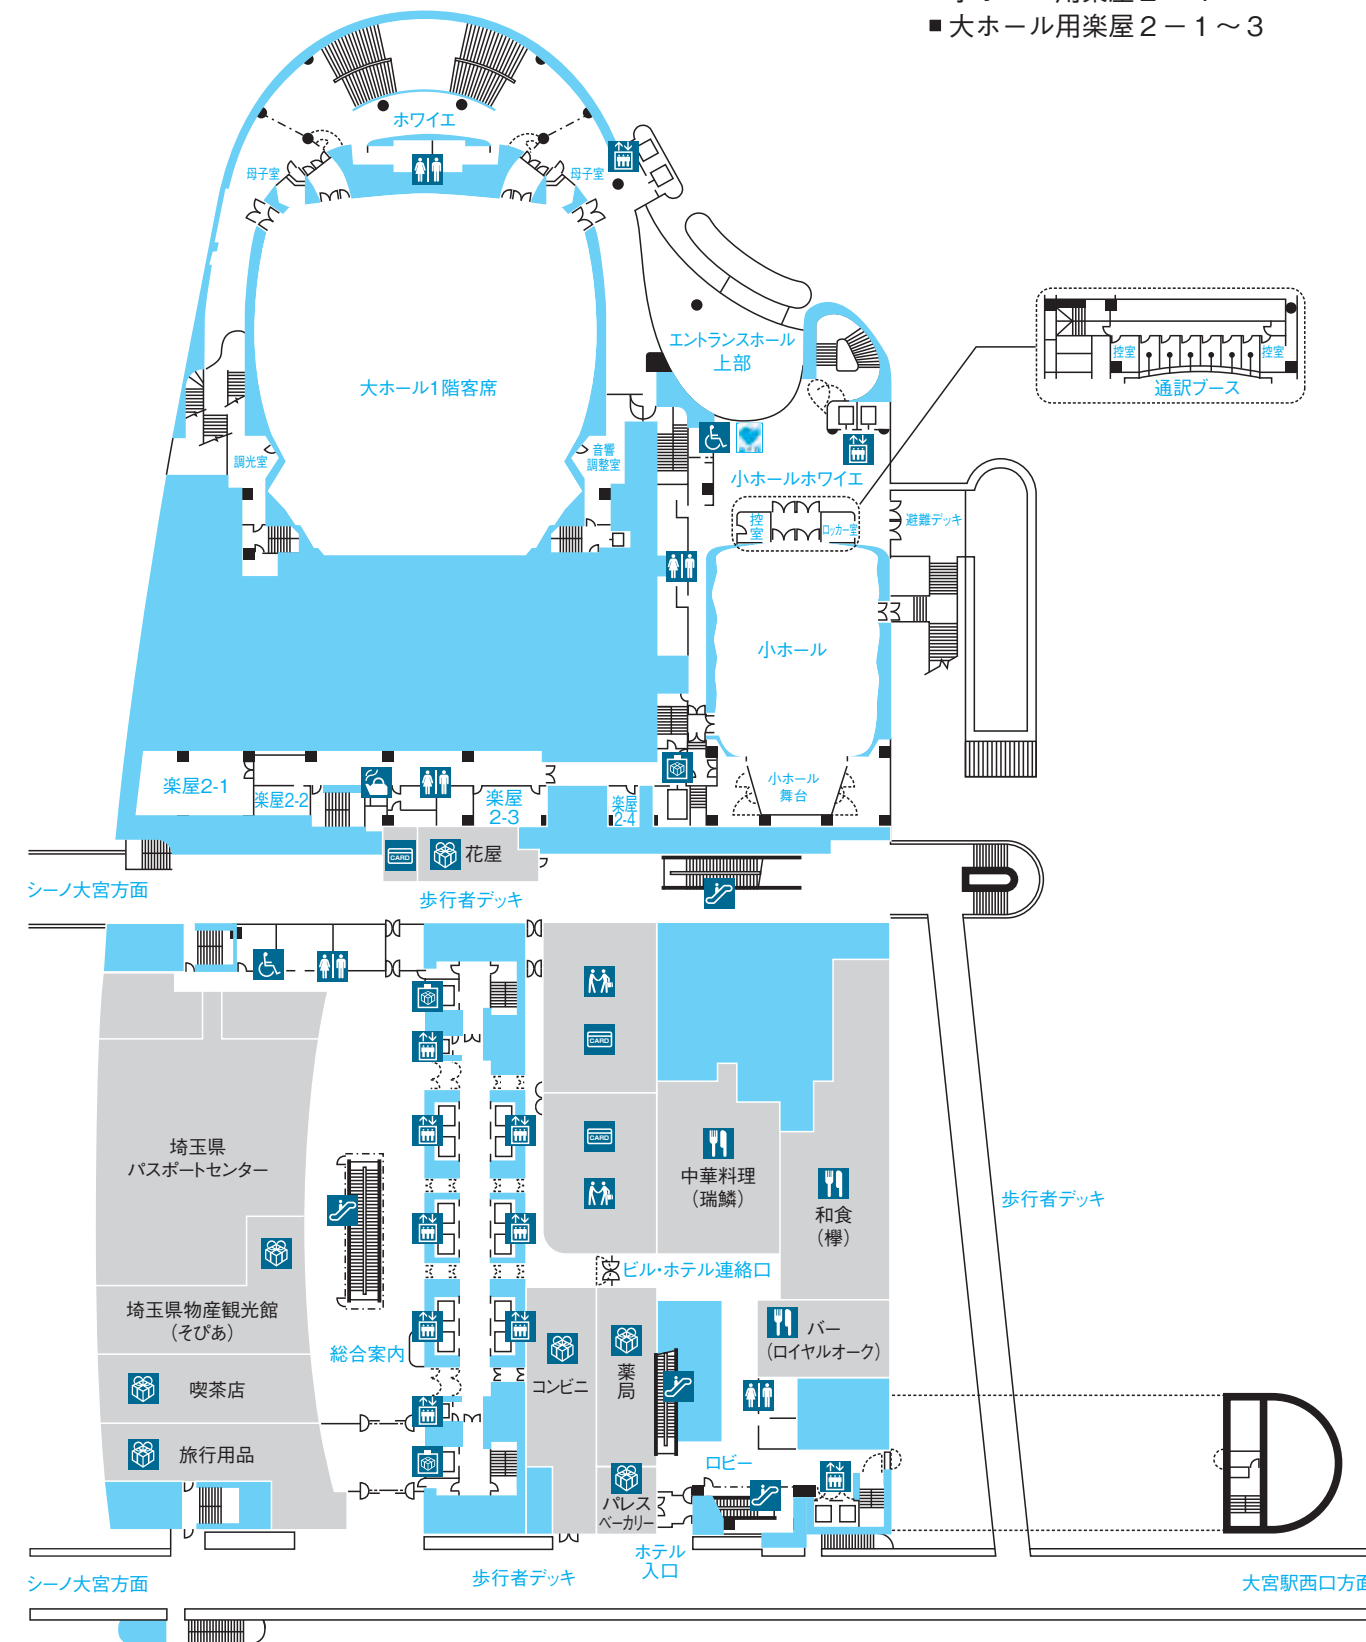 ■大ホール用楽屋2－1～3
ホワイエ
母子室
母子室
エントランスホール
上部
大ホール1階客席
控室
控室
通訳ブース
調光室
音響
調整室
小ホールホワイエ
控室
ロッカー室
避難デッキ
小ホール
楽屋2-1
楽屋2-2
楽屋
2-3
楽屋
2-4
小ホール
舞台
CARD
花屋
シーノ大宮方面
歩行者デッキ
CARD
CARD
埼玉県
パスポートセンター
中華料理
(瑞鱗)
和食
(欅)
歩行者デッキ
ビル・ホテル連絡口
埼玉県物産観光館
(そぴあ)
総合案内
バー
(ロイヤルオーク)
喫茶店
コンビニ
薬局
旅行用品
ロビー
パレス
ベーカリー
ホテル
入口
シーノ大宮方面
歩行者デッキ
大宮駅西口方面